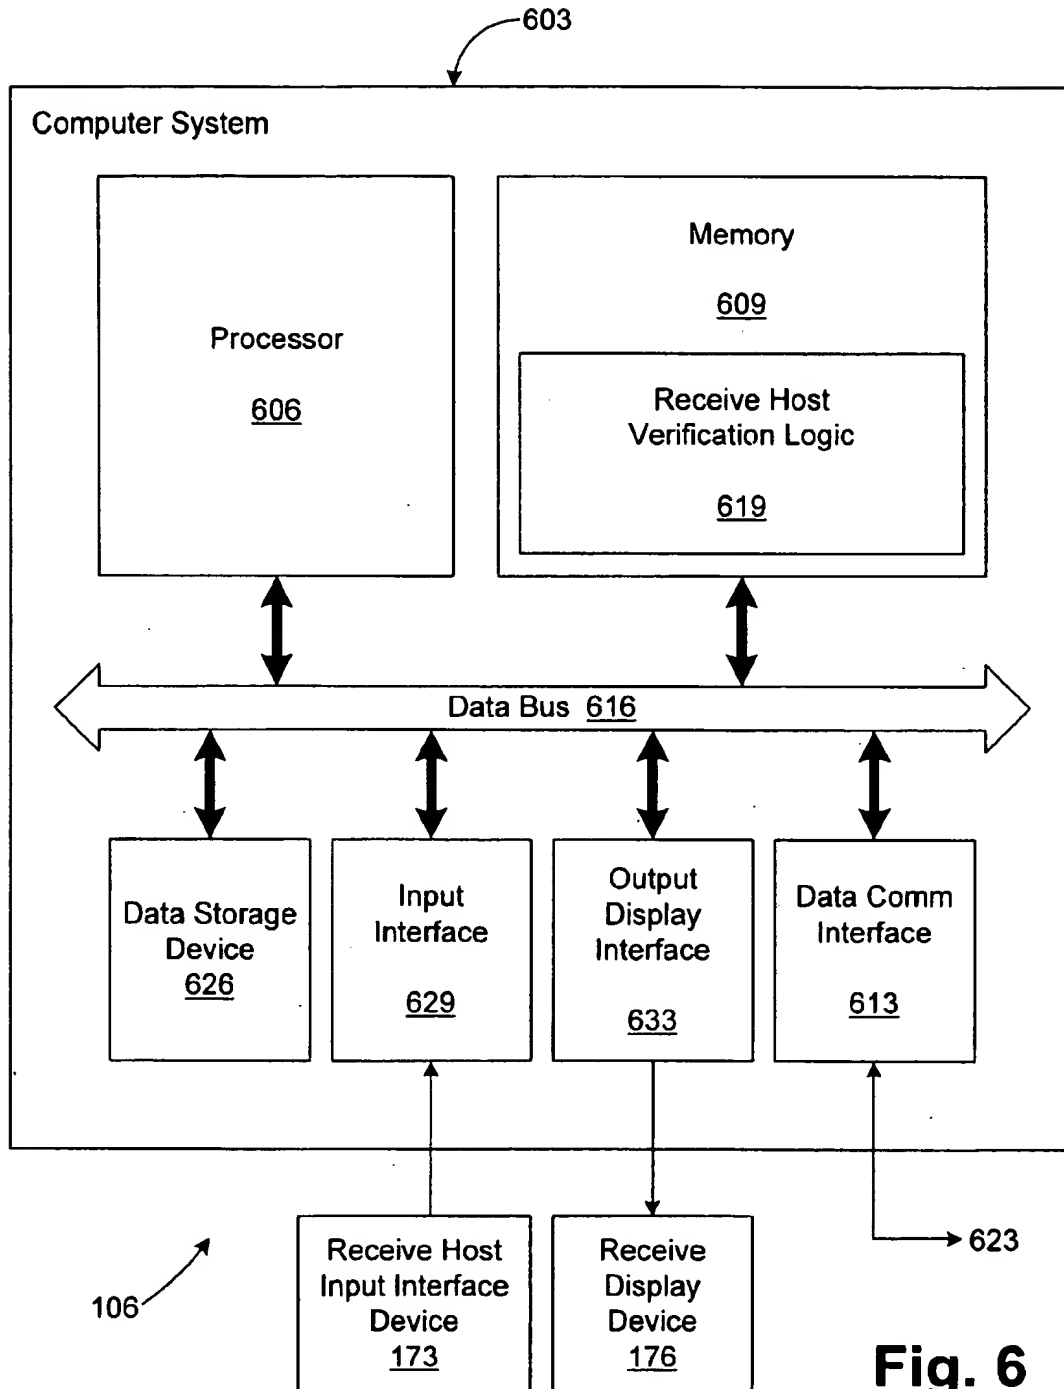 603
Computer System
Processor
606
Memory
609
Receive Host
Verification Logic
619
Data Bus 616
Data Storage
Device
626
Input
Interface
629
Output
Display
Interface
633
Data Comm
Interface
613
623
106
Receive Host
Input Interface
Device
173
Receive
Display
Device
176
Fig. 6